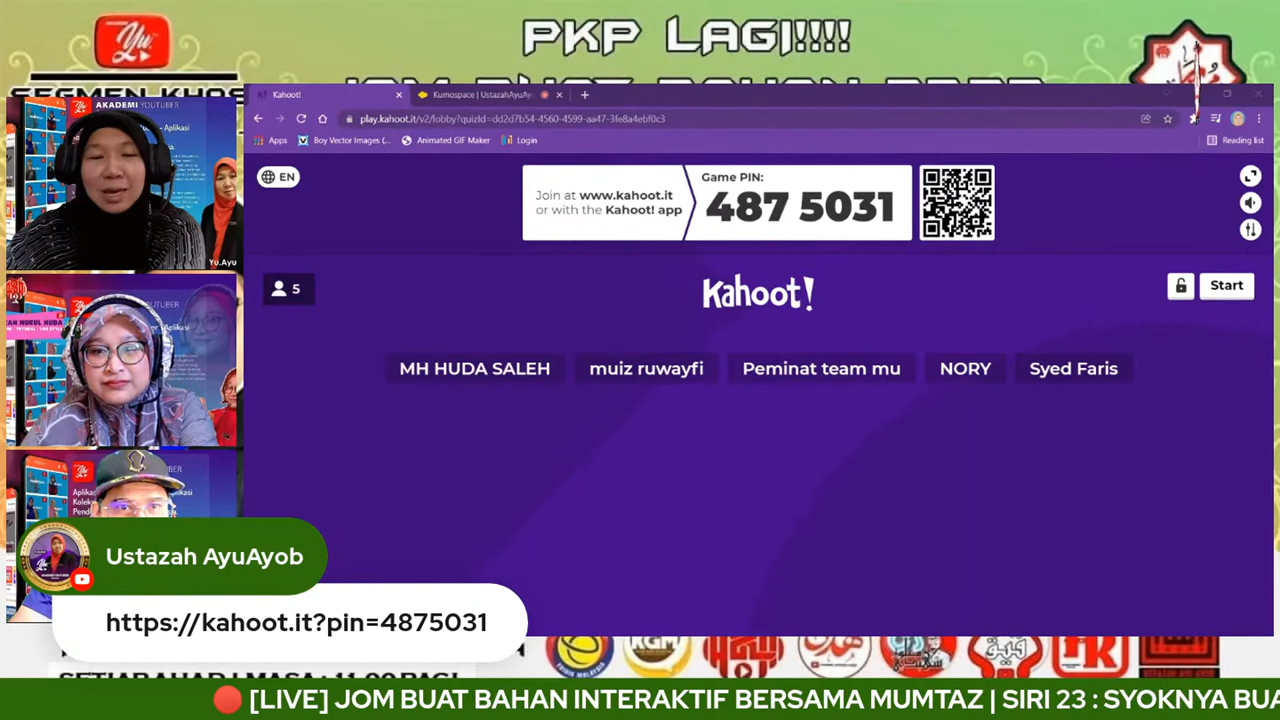 PKP LAGI!!!!
SEGMEN KHOS
AKADEMI YOUTUBER
Yu.Ayu
Kahoot!
Kumospace | UstazahAyuAy
play.kahoot.it/v2/lobby?quizId=dd2d7b54-4560-4599-aa47-3fe8a4ebf0c3
Apps
Boy Vector Images (...
Animated GIF Maker
Login
Reading list
EN
Join at www.kahoot.it
or with the Kahoot! app
Game PIN:
487 5031
5
Kahoot!
Start
MH HUDA SALEH
muiz ruwayfi
Peminat team mu
NORY
Syed Faris
Ustazah AyuAyob
https://kahoot.it?pin=4875031
[LIVE] JOM BUAT BAHAN INTERAKTIF BERSAMA MUMTAZ | SIRI 23 : SYOKNYA BUA